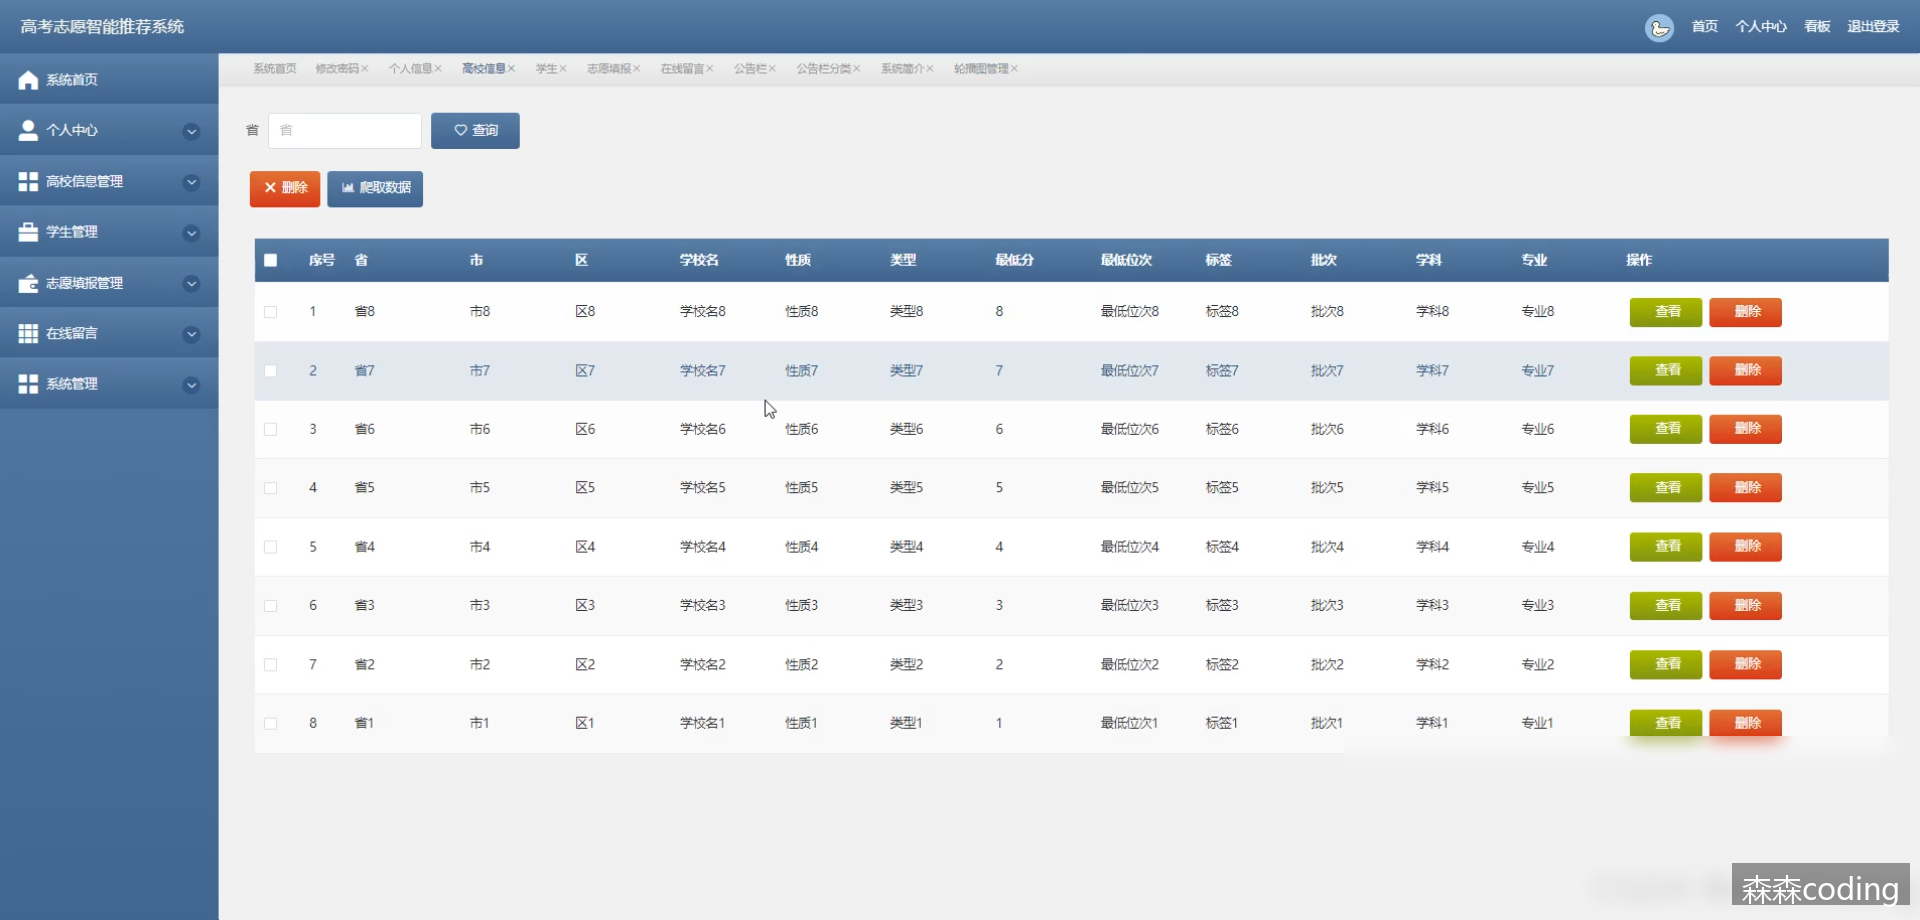 高考志愿智能推荐系统
首页 个人中心 看板 退出登录
系统首页
个人中心
高校信息管理
学生管理
志愿填报管理
在线留言
系统管理
系统首页 修改密码× 个人信息× 高校信息× 学生× 志愿填报× 在线留言× 公告栏× 公告栏分类× 系统简介× 轮播图管理×
省 省 查询
删除 爬取数据
序号 省 市 区 学校名 性质 类型 最低分 最低位次 标签 批次 学科 专业 操作
1 省8 市8 区8 学校名8 性质8 类型8 8 最低位次8 标签8 批次8 学科8 专业8 查看 删除
2 省7 市7 区7 学校名7 性质7 类型7 7 最低位次7 标签7 批次7 学科7 专业7 查看 删除
3 省6 市6 区6 学校名6 性质6 类型6 6 最低位次6 标签6 批次6 学科6 专业6 查看 删除
4 省5 市5 区5 学校名5 性质5 类型5 5 最低位次5 标签5 批次5 学科5 专业5 查看 删除
5 省4 市4 区4 学校名4 性质4 类型4 4 最低位次4 标签4 批次4 学科4 专业4 查看 删除
6 省3 市3 区3 学校名3 性质3 类型3 3 最低位次3 标签3 批次3 学科3 专业3 查看 删除
7 省2 市2 区2 学校名2 性质2 类型2 2 最低位次2 标签2 批次2 学科2 专业2 查看 删除
8 省1 市1 区1 学校名1 性质1 类型1 1 最低位次1 标签1 批次1 学科1 专业1 查看 删除
森森coding